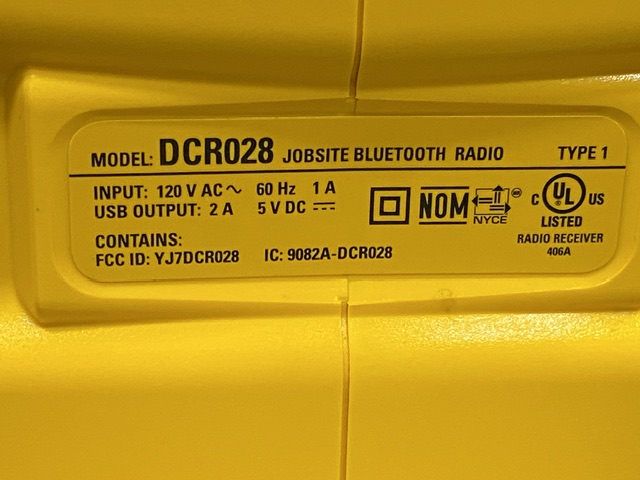 MODEL: DCR028 JOBSITE BLUETOOTH RADIO TYPE 1
INPUT: 120 V AC ~ 60 Hz 1 A
USB OUTPUT: 2 A 5 V DC ⎓
CONTAINS:
FCC ID: YJ7DCR028 IC: 9082A-DCR028
NOM
NYCE
C UL US
LISTED
RADIO RECEIVER
406A